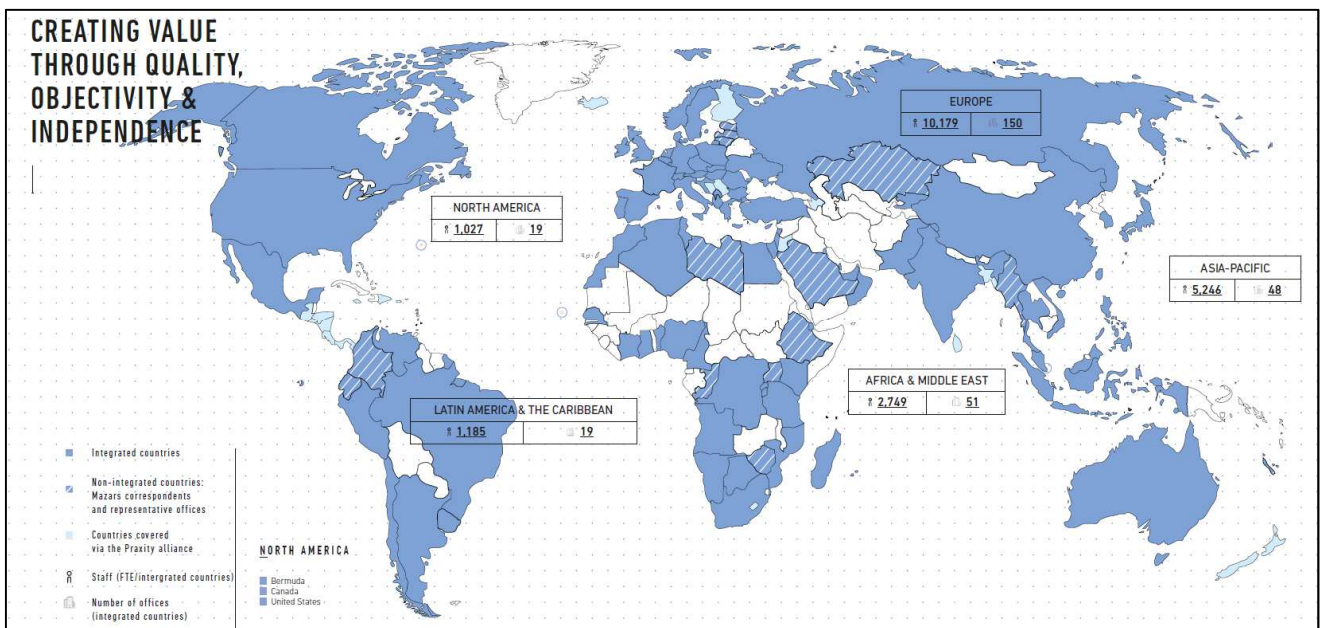 CREATING VALUE
THROUGH QUALITY,
OBJECTIVITY &
INDEPENDENCE
EUROPE
10,179 150
NORTH AMERICA
1,027 19
ASIA-PACIFIC
5,246 48
AFRICA & MIDDLE EAST
2,749 51
LATIN AMERICA & THE CARIBBEAN
1,185 19
Integrated countries
Non-integrated countries:
Mazars correspondents
and representative offices
Countries covered
via the Praxity alliance
Staff (FTE/intergrated countries)
Number of offices
(integrated countries)
NORTH AMERICA
Bermuda
Canada
United States